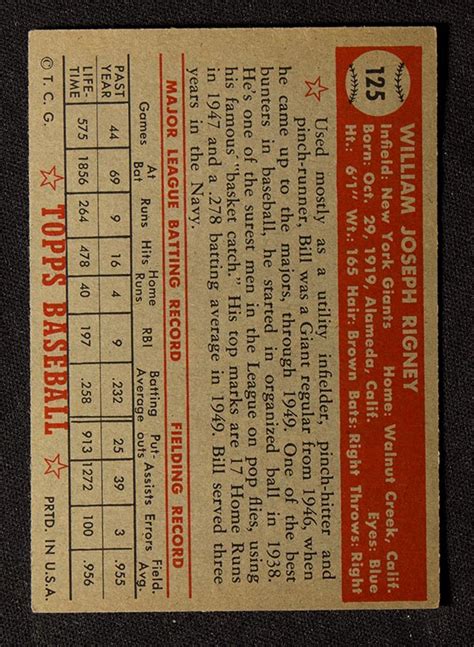 125
WILLIAM JOSEPH RIGNEY
Infield: New York Giants Home: Walnut Creek, Calif.
Born: Oct. 29, 1919, Alameda, Calif. Eyes: Blue
Ht.: 6'1" Wt.: 165 Hair: Brown Bats: Right Throws: Right
Used mostly as a utility infielder, pinch-hitter and
pinch-runner, Bill was a Giant regular from 1946, when
he came up to the majors, through 1949. One of the best
bunters in baseball, he started in organized ball in 1938.
He's one of the surest men in the League on pop flies, using
his famous "basket catch." His top marks are 17 Home Runs
in 1947 and a .278 batting average in 1949. Bill served three
years in the Navy.
MAJOR LEAGUE BATTING RECORD FIELDING RECORD
Games At Bat Runs Hits Home Runs RBI Batting Average Put-outs Assists Errors Field. Avg.
PAST YEAR 44 69 9 16 4 9 .232 25 39 3 .955
LIFE-TIME 575 1856 264 478 40 197 .258 913 1272 100 .956
© T. C. G. TOPPS BASEBALL PRTD. IN U.S.A.